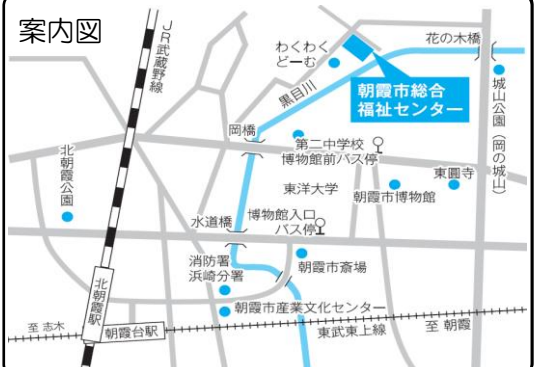 案内図
JR武蔵野線
わくわく
どーむ
花の木橋
黒目川
朝霞市総合
福祉センター
城山公園（岡の城山）
岡橋
第二中学校
博物館前バス停
北朝霞公園
東洋大学
東圓寺
朝霞市博物館
水道橋
博物館入口
バス停
消防署
浜崎分署
朝霞市斎場
北朝霞駅
朝霞市産業文化センター
至 志木
朝霞台駅
東武東上線
至 朝霞